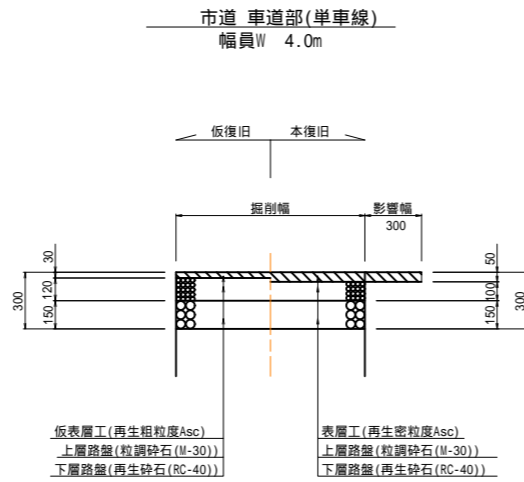 市道 車道部(単車線)
幅員W 4.0m
仮復旧 本復旧
掘削幅 影響幅
300
30 120 150 300
50 100 150 300
仮表層工(再生粗粒度Asc) 表層工(再生密粒度Asc)
上層路盤(粒調砕石(M-30)) 上層路盤(粒調砕石(M-30))
下層路盤(再生砕石(RC-40)) 下層路盤(再生砕石(RC-40))